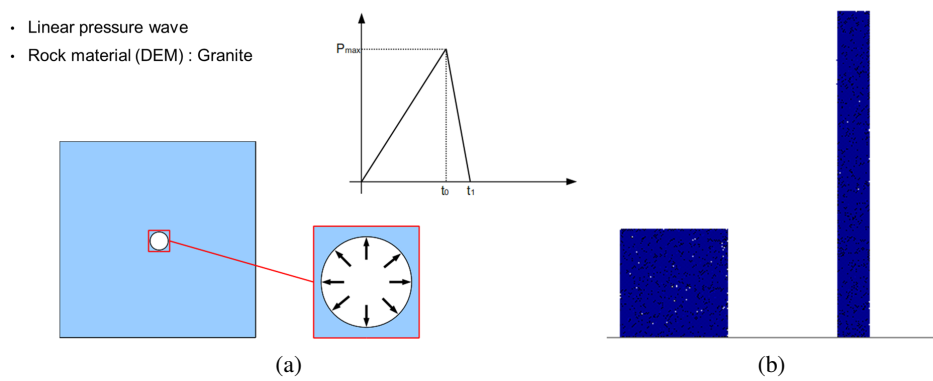 • Linear pressure wave
• Rock material (DEM) : Granite
Pmax
t0
t1
(a)
(b)